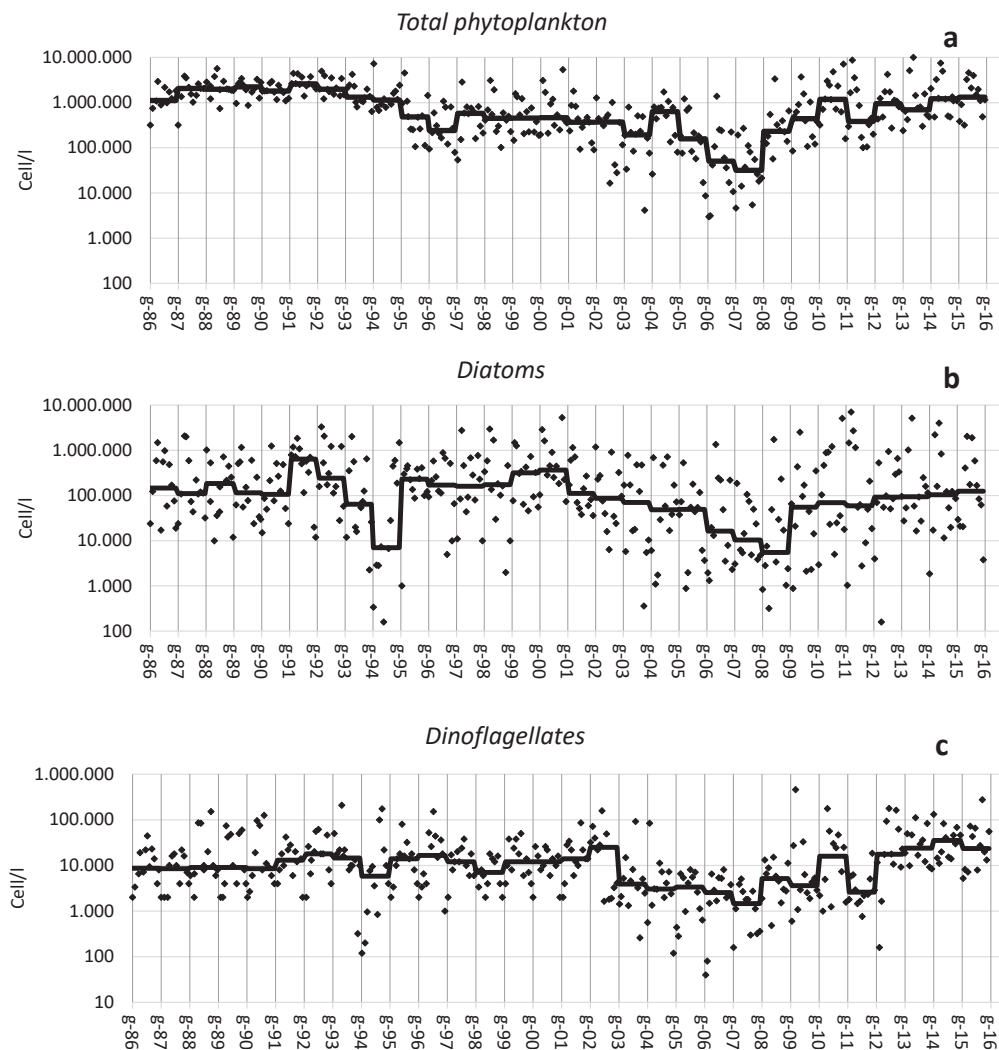 Total phytoplankton
a
10.000.000
1.000.000
100.000
10.000
1.000
100
Cell/l
g-86 g-87 g-88 g-89 g-90 g-91 g-92 g-93 g-94 g-95 g-96 g-97 g-98 g-99 g-00 g-01 g-02 g-03 g-04 g-05 g-06 g-07 g-08 g-09 g-10 g-11 g-12 g-13 g-14 g-15 g-16
Diatoms
b
10.000.000
1.000.000
100.000
10.000
1.000
100
g-86 g-87 g-88 g-89 g-90 g-91 g-92 g-93 g-94 g-95 g-96 g-97 g-98 g-99 g-00 g-01 g-02 g-03 g-04 g-05 g-06 g-07 g-08 g-09 g-10 g-11 g-12 g-13 g-14 g-15 g-16
Dinoflagellates
c
1.000.000
100.000
10.000
1.000
100
10
Cell/l
g-86 g-87 g-88 g-89 g-90 g-91 g-92 g-93 g-94 g-95 g-96 g-97 g-98 g-99 g-00 g-01 g-02 g-03 g-04 g-05 g-06 g-07 g-08 g-09 g-10 g-11 g-12 g-13 g-14 g-15 g-16